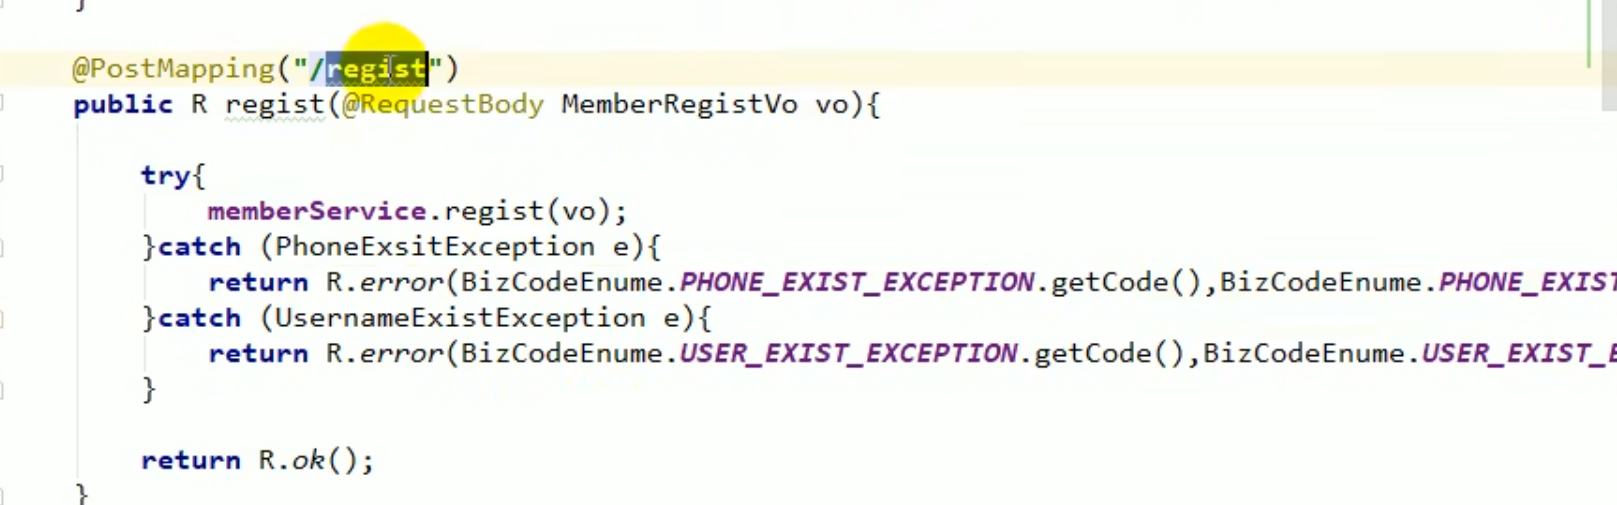 }
@PostMapping("/regist")
public R regist(@RequestBody MemberRegistVo vo){
try{
memberService.regist(vo);
}catch (PhoneExsitException e){
return R.error(BizCodeEnume.PHONE_EXIST_EXCEPTION.getCode(),BizCodeEnume.PHONE_EXIST
}catch (UsernameExistException e){
return R.error(BizCodeEnume.USER_EXIST_EXCEPTION.getCode(),BizCodeEnume.USER_EXIST_E
}
return R.ok();
}